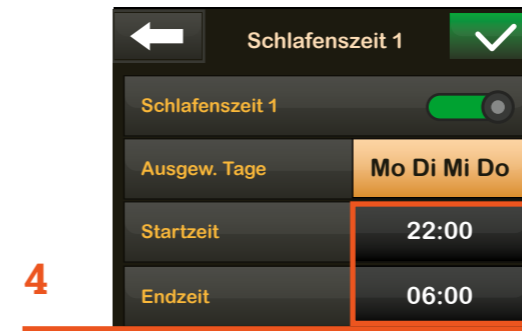 Schlafenszeit 1
Schlafenszeit 1
Ausgew. Tage Mo Di Mi Do
Startzeit 22:00
4
Endzeit 06:00